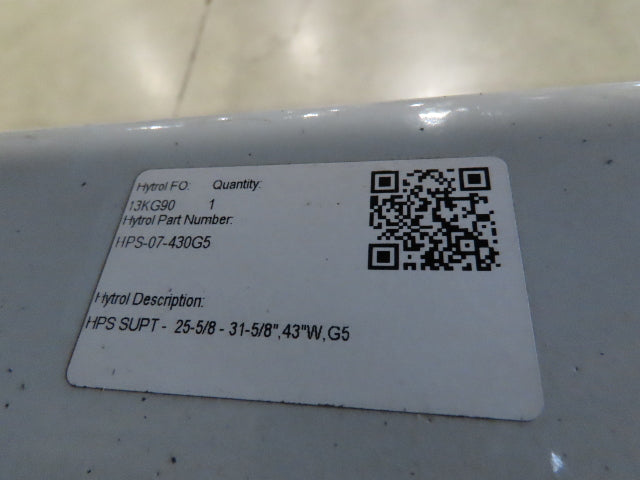 Hytrol FO: Quantity:
13KG90 1
Hytrol Part Number:
HPS-07-430G5
Hytrol Description:
HPS SUPT - 25-5/8 - 31-5/8",43"W,G5